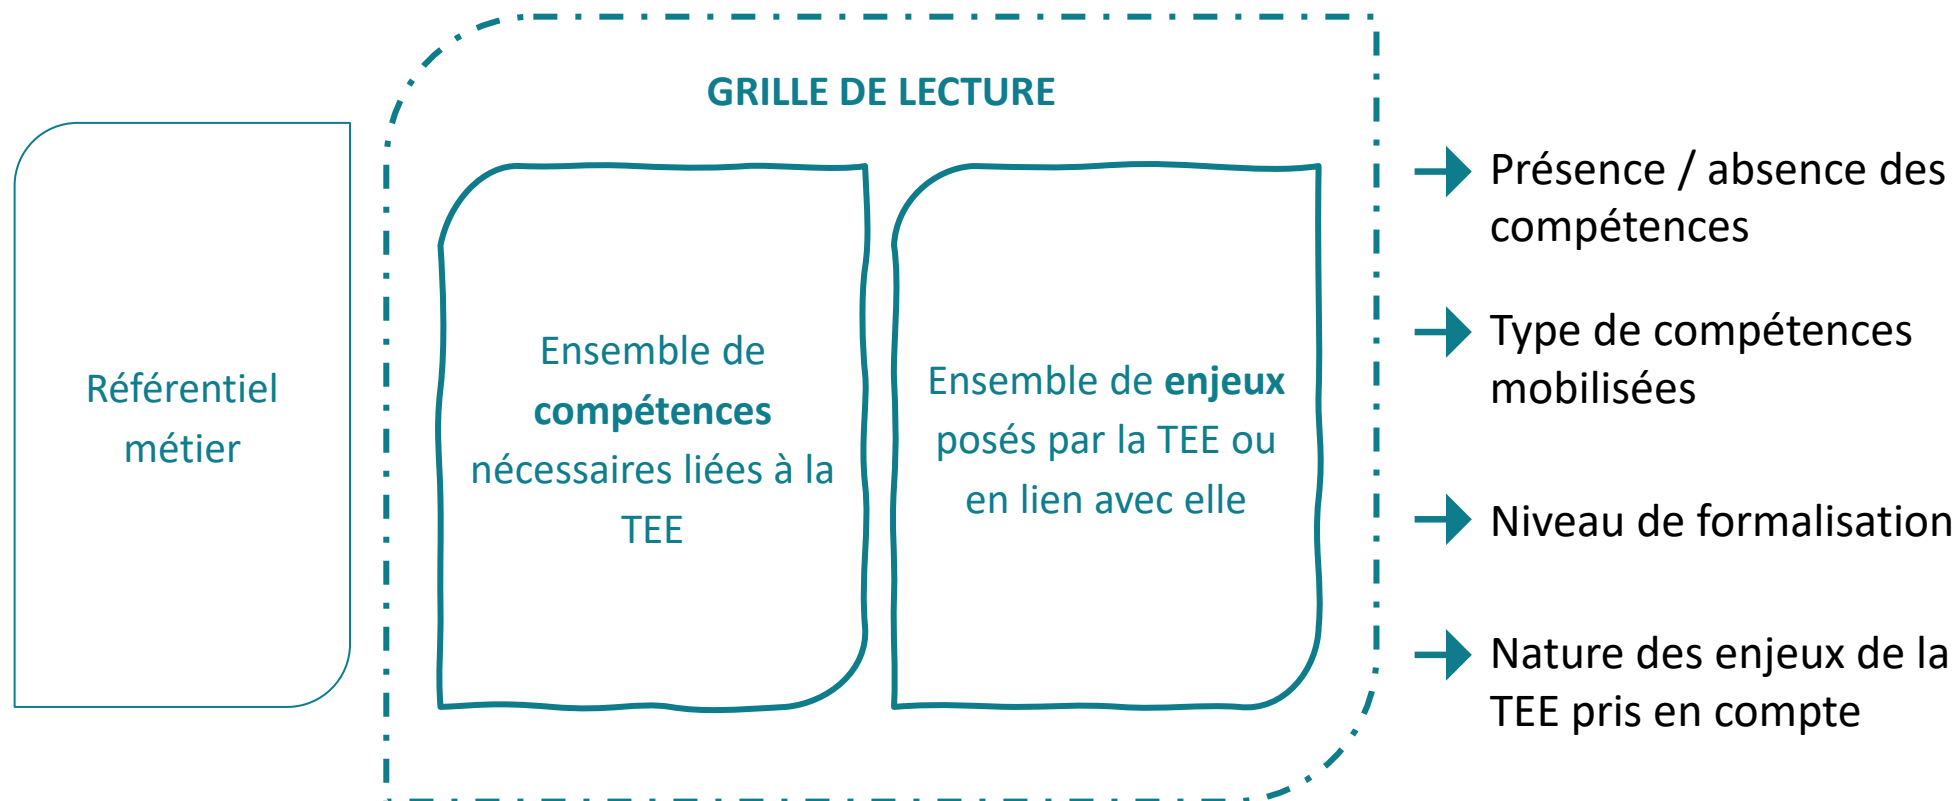 GRILLE DE LECTURE
Référentiel
métier
Ensemble de
compétences
nécessaires liées à la
TEE
Ensemble de enjeux
posés par la TEE ou
en lien avec elle
Présence / absence des
compétences
Type de compétences
mobilisées
Niveau de formalisation
Nature des enjeux de la
TEE pris en compte